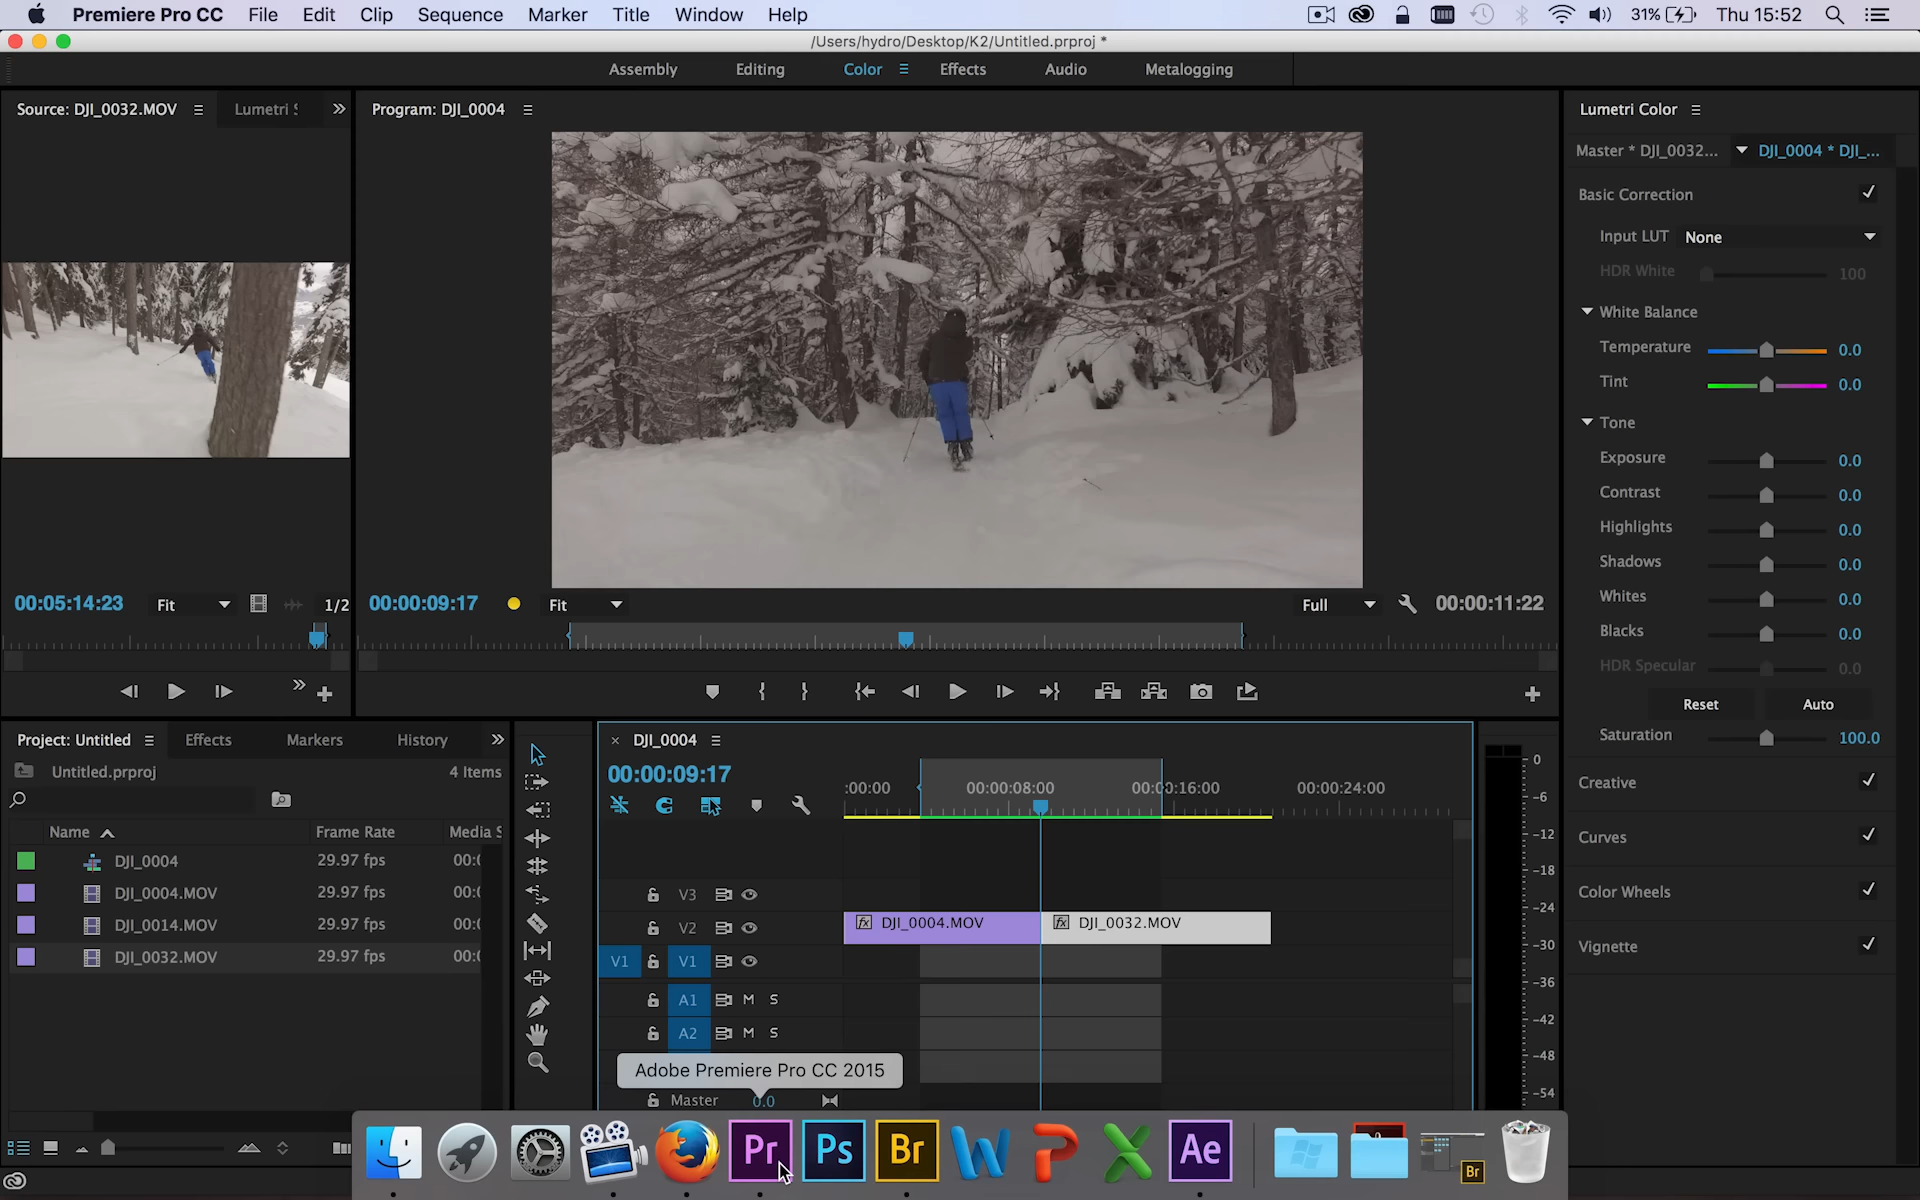 Premiere Pro CC File Edit Clip Sequence Marker Title Window Help 31% Thu 15:52
/Users/hydro/Desktop/K2/Untitled.prproj *
Assembly Editing Color Effects Audio Metalogging
Source: DJI_0032.MOV Lumetri Program: DJI_0004 Lumetri Color
Master * DJI_0032... DJI_0004 * DJI_...
Basic Correction
Input LUT None
HDR White 100
White Balance
Temperature 0.0
Tint 0.0
Tone
Exposure 0.0
Contrast 0.0
Highlights 0.0
Shadows 0.0
Whites 0.0
Blacks 0.0
HDR Specular 0.0
Reset Auto
Saturation 100.0
Creative
Curves
Color Wheels
Vignette
00:05:14:23 Fit 1/2 00:00:09:17 Fit Full 00:00:11:22
Project: Untitled Effects Markers History
Untitled.prproj 4 Items
Name Frame Rate Media S
DJI_0004 29.97 fps 00:
DJI_0004.MOV 29.97 fps 00:
DJI_0014.MOV 29.97 fps 00:
DJI_0032.MOV 29.97 fps 00:
× DJI_0004
00:00:09:17
:00:00 00:00:08:00 00:00:16:00 00:00:24:00
V3
V2 fx DJI_0004.MOV fx DJI_0032.MOV
V1 V1
A1 M S
A2 M S
Master 0.0
0
-6
-12
-18
-24
-30
-36
-42
-48
-54
Adobe Premiere Pro CC 2015
Pr Ps Br Ae Br